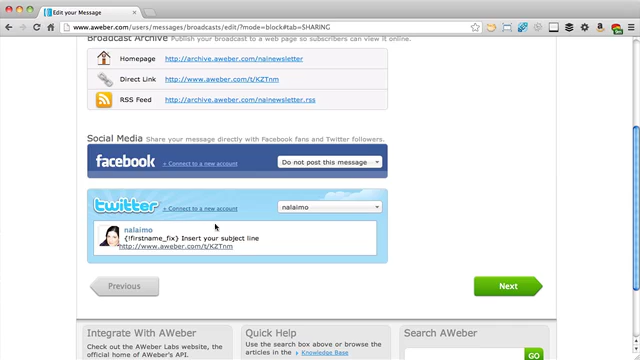 Edit your Message
www.aweber.com/users/messages/broadcasts/edit/?mode=block#tab=SHARING
Broadcast Archive Publish your broadcast to a web page so subscribers can view it online.
Homepage http://archive.aweber.com/nainewsletter
Direct Link http://www.aweber.com/t/KZTnm
RSS Feed http://archive.aweber.com/nainewsletter.rss
Social Media Share your message directly with Facebook fans and Twitter followers.
facebook + Connect to a new account Do not post this message
twitter + Connect to a new account nalaimo
nalaimo
{!firstname_fix} Insert your subject line
http://www.aweber.com/t/KZTnm
Previous Next
Integrate With AWeber Quick Help Search AWeber
Check out the AWeber Labs website, the Use the search box above or browse the
official home of AWeber's API. articles in the › Knowledge Base GO